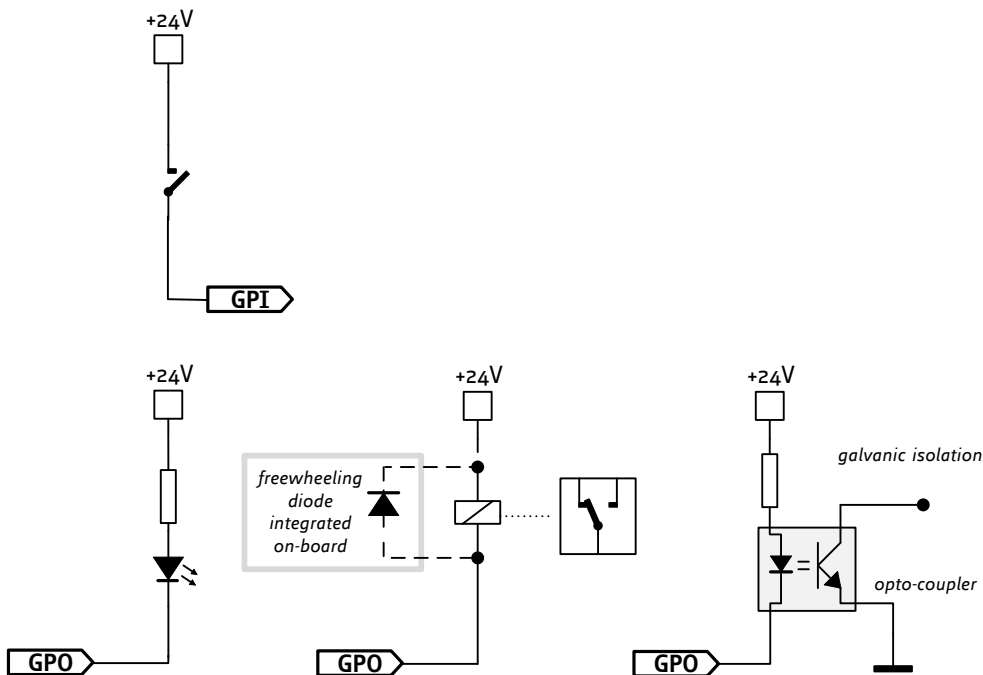 +24V
GPI
+24V
+24V
+24V
galvanic isolation
freewheeling
diode
integrated
on-board
opto-coupler
GPO
GPO
GPO